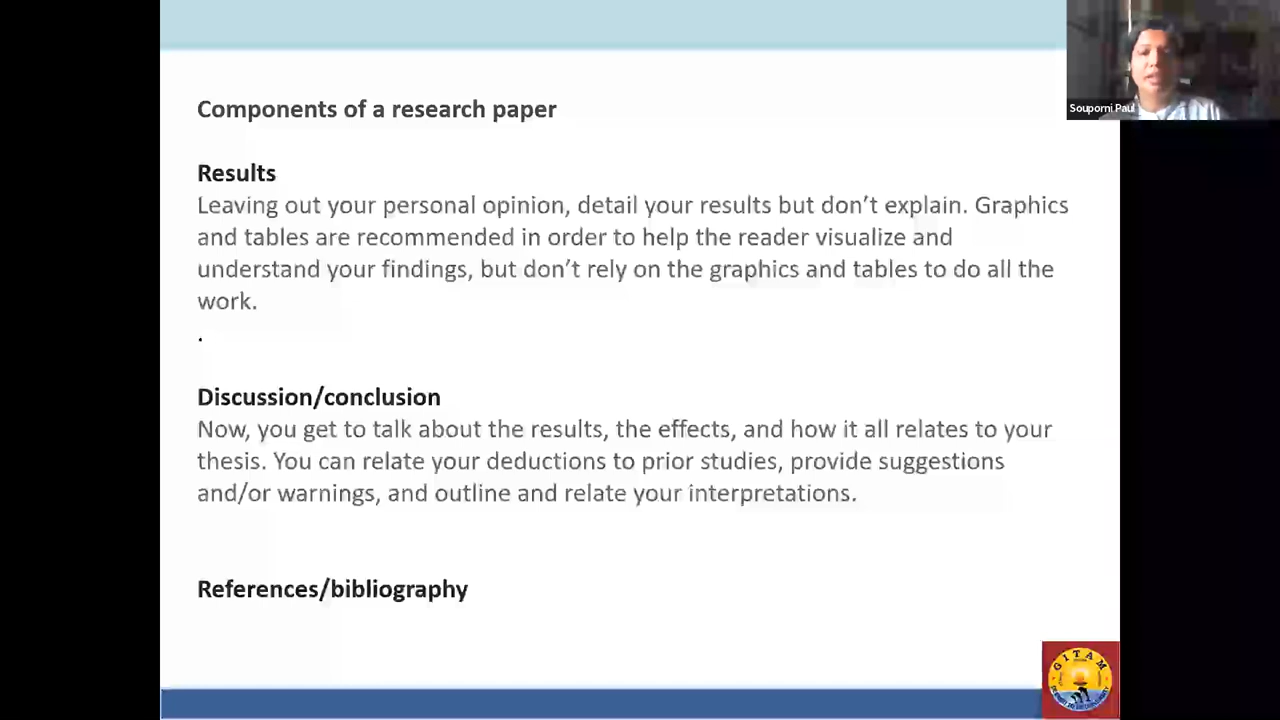 Components of a research paper
Souporni Paul
Results
Leaving out your personal opinion, detail your results but don’t explain. Graphics
and tables are recommended in order to help the reader visualize and
understand your findings, but don’t rely on the graphics and tables to do all the
work.
.
Discussion/conclusion
Now, you get to talk about the results, the effects, and how it all relates to your
thesis. You can relate your deductions to prior studies, provide suggestions
and/or warnings, and outline and relate your interpretations.
References/bibliography
GITAM